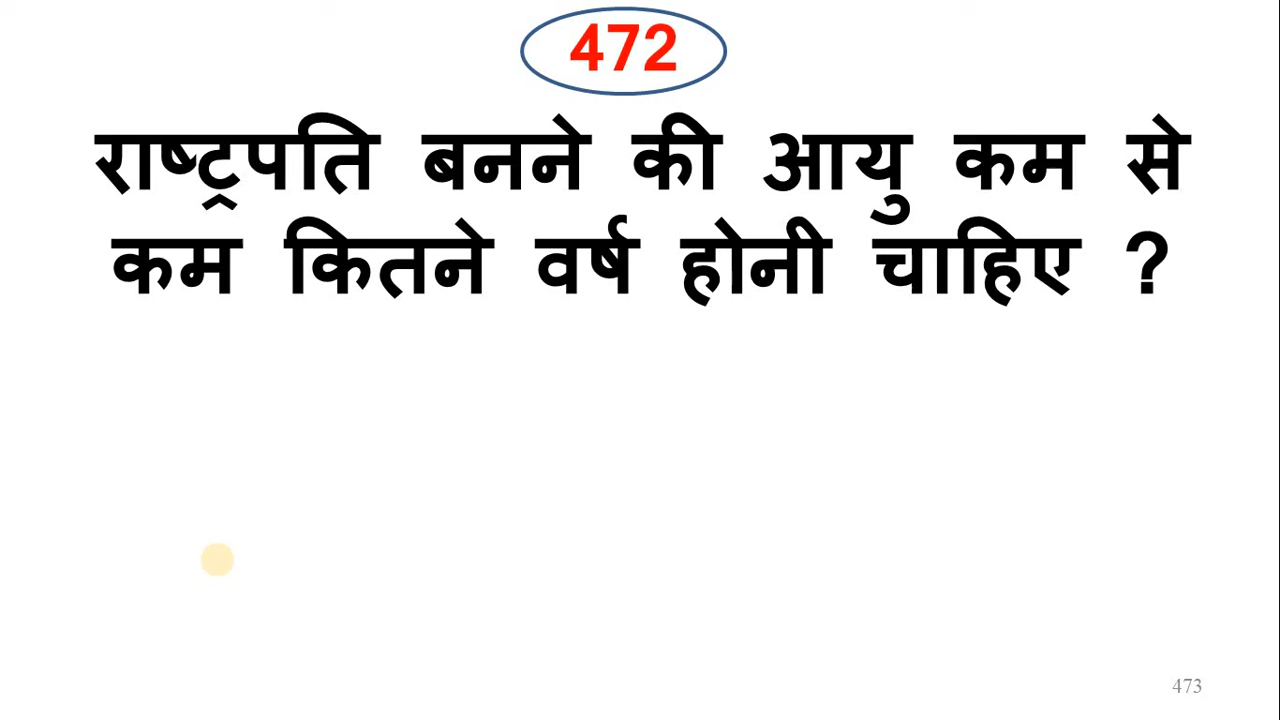 472
राष्ट्रपति बनने की आयु कम से
कम कितने वर्ष होनी चाहिए ?
473